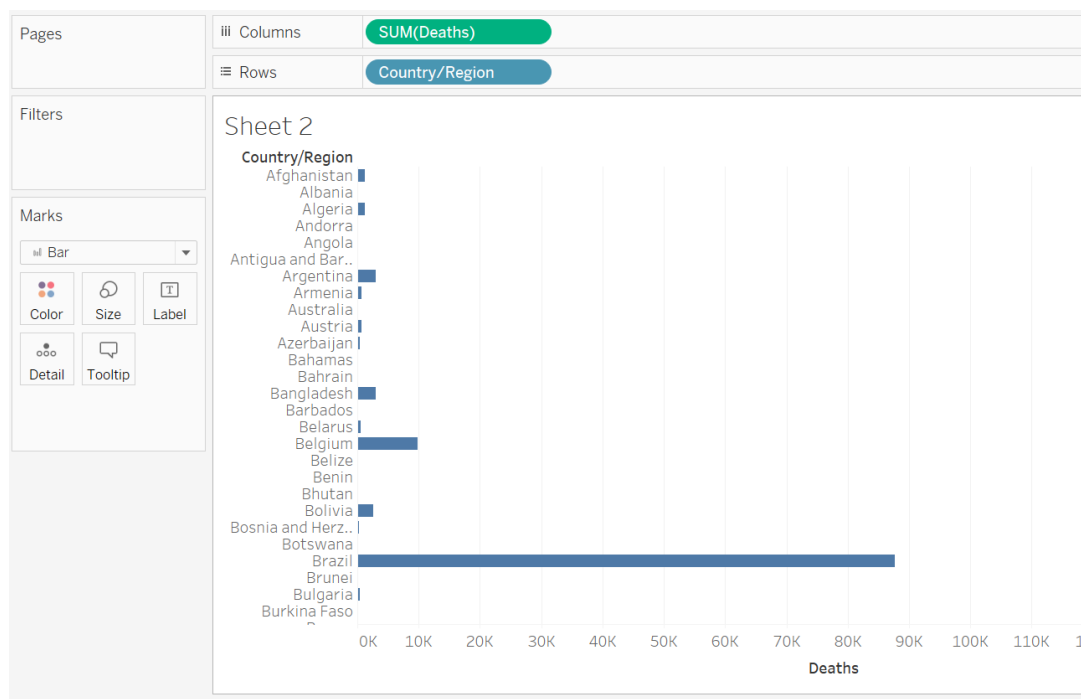 Pages
Columns SUM(Deaths)
Rows Country/Region
Filters
Marks
Bar
Color Size Label
Detail Tooltip
Sheet 2
Country/Region
Afghanistan
Albania
Algeria
Andorra
Angola
Antigua and Bar..
Argentina
Armenia
Australia
Austria
Azerbaijan
Bahamas
Bahrain
Bangladesh
Barbados
Belarus
Belgium
Belize
Benin
Bhutan
Bolivia
Bosnia and Herz..
Botswana
Brazil
Brunei
Bulgaria
Burkina Faso
0K 10K 20K 30K 40K 50K 60K 70K 80K 90K 100K 110K
Deaths